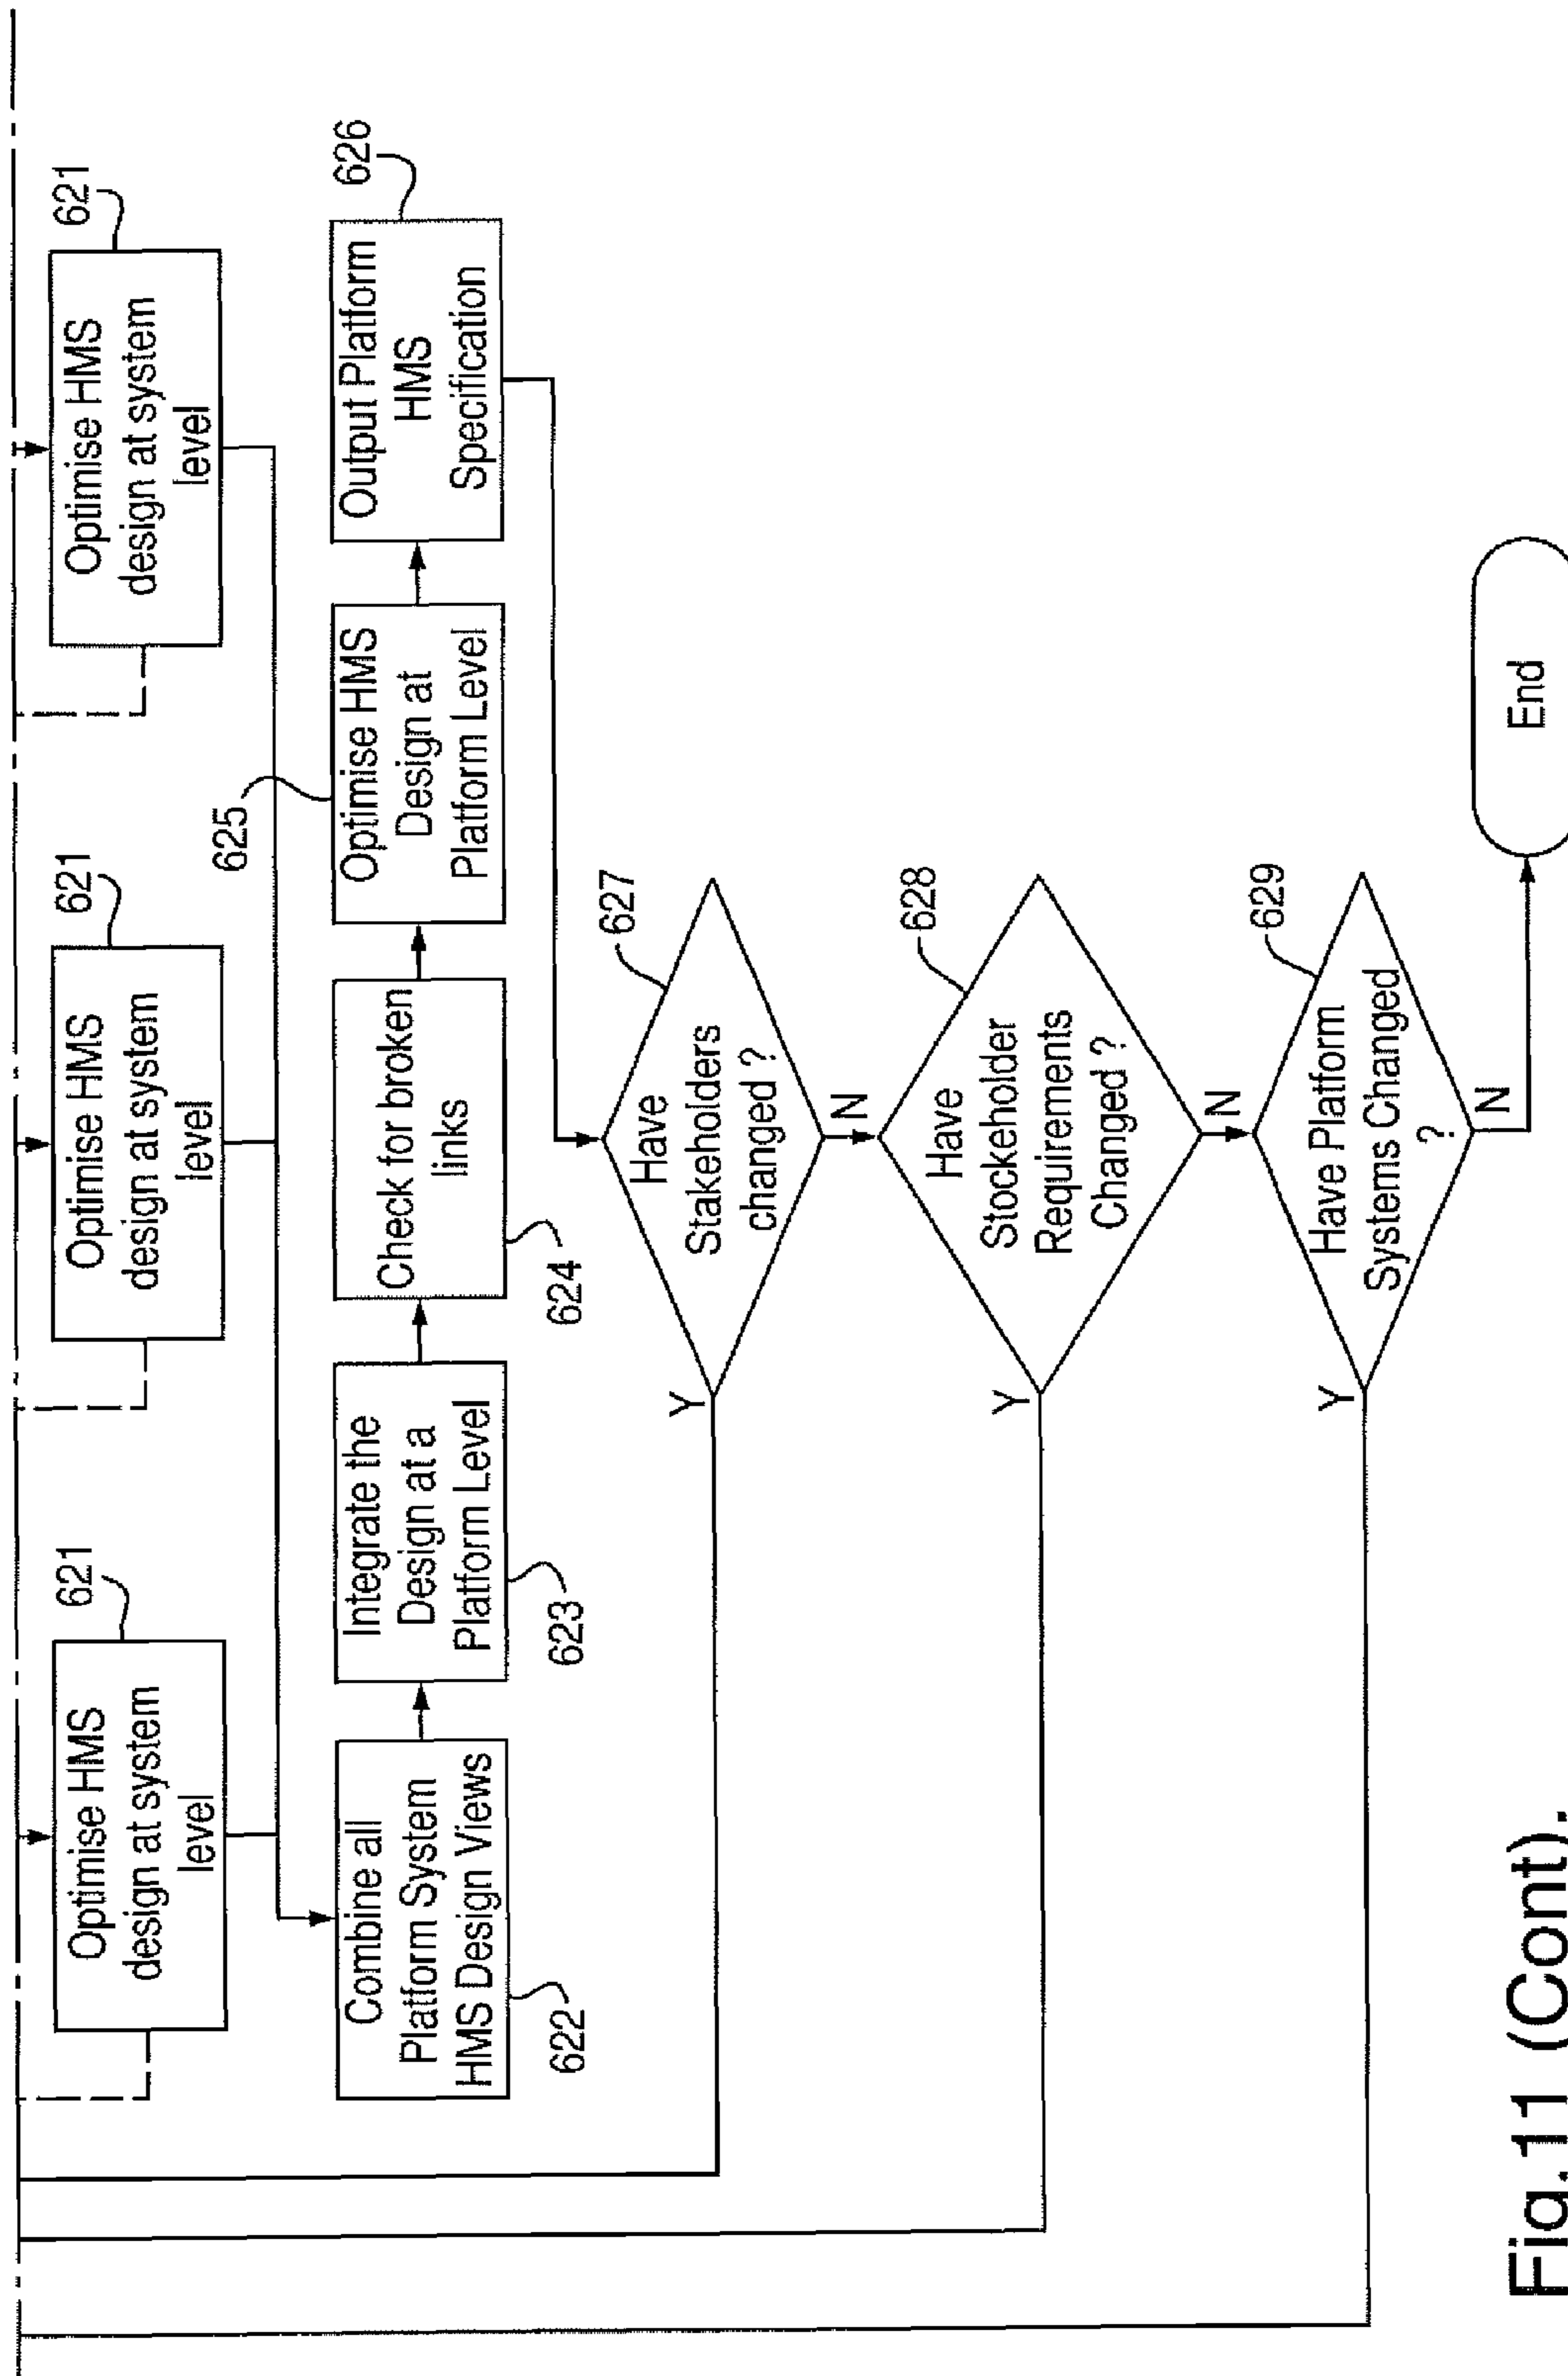 621
Optimise HMS
design at system
level
621
Optimise HMS
design at system
level
621
Optimise HMS
design at system
level
Combine all
Platform System
HMS Design Views
622
Integrate the
Design at a
Platform Level
623
Check for broken
links
624
625
Optimise HMS
Design at
Platform Level
626
Output Platform
HMS
Specification
627
Have
Stakeholders
changed ?
Y
N
628
Have
Stockeholder
Requirements
Changed ?
Y
N
629
Have Platform
Systems Changed
?
Y
N
End
Fig.11 (Cont).